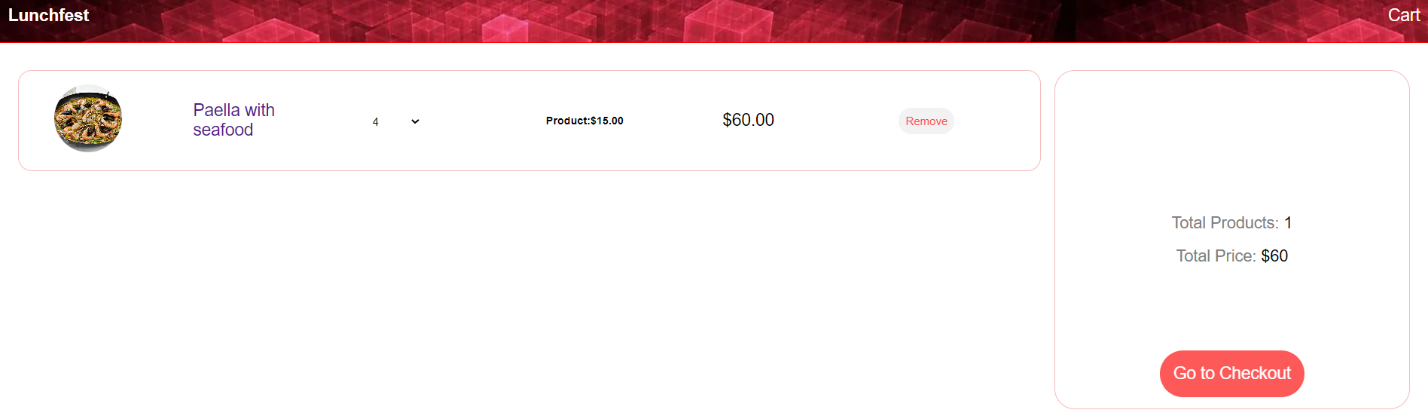 Lunchfest
Cart
Paella with
seafood
4
Product:$15.00
$60.00
Remove
Total Products: 1
Total Price: $60
Go to Checkout